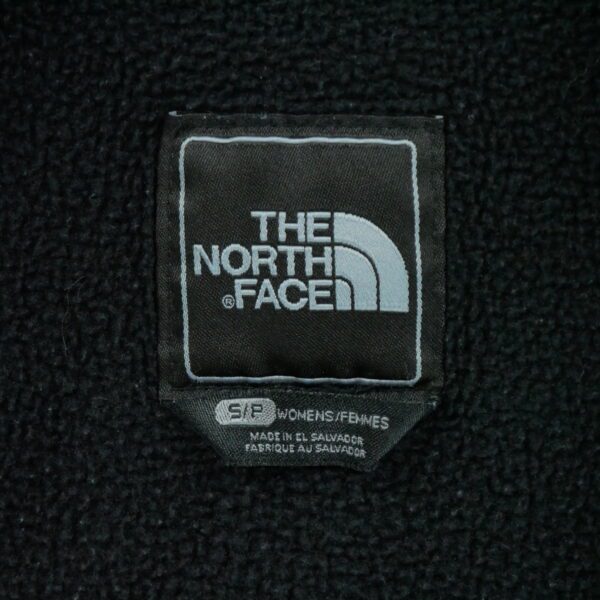 THE
NORTH
® FACE
S/P WOMENS/FEMMES
MADE IN EL SALVADOR
FABRIQUE AU SALVADOR